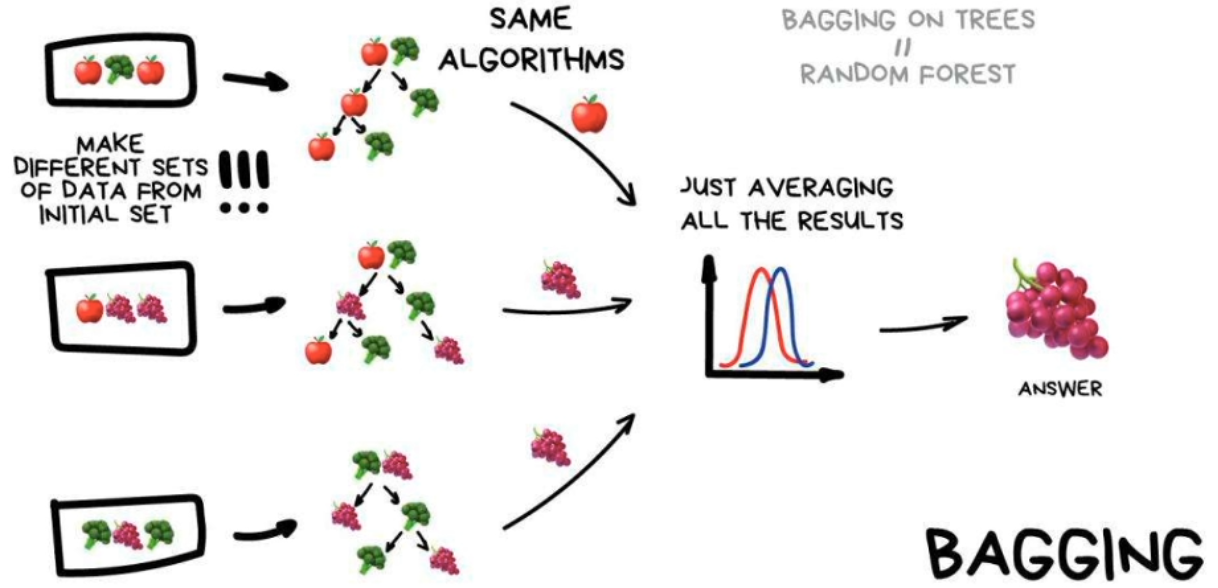 SAME
ALGORITHMS
BAGGING ON TREES
=
RANDOM FOREST
MAKE
DIFFERENT SETS
OF DATA FROM
INITIAL SET
!!!
JUST AVERAGING
ALL THE RESULTS
ANSWER
BAGGING